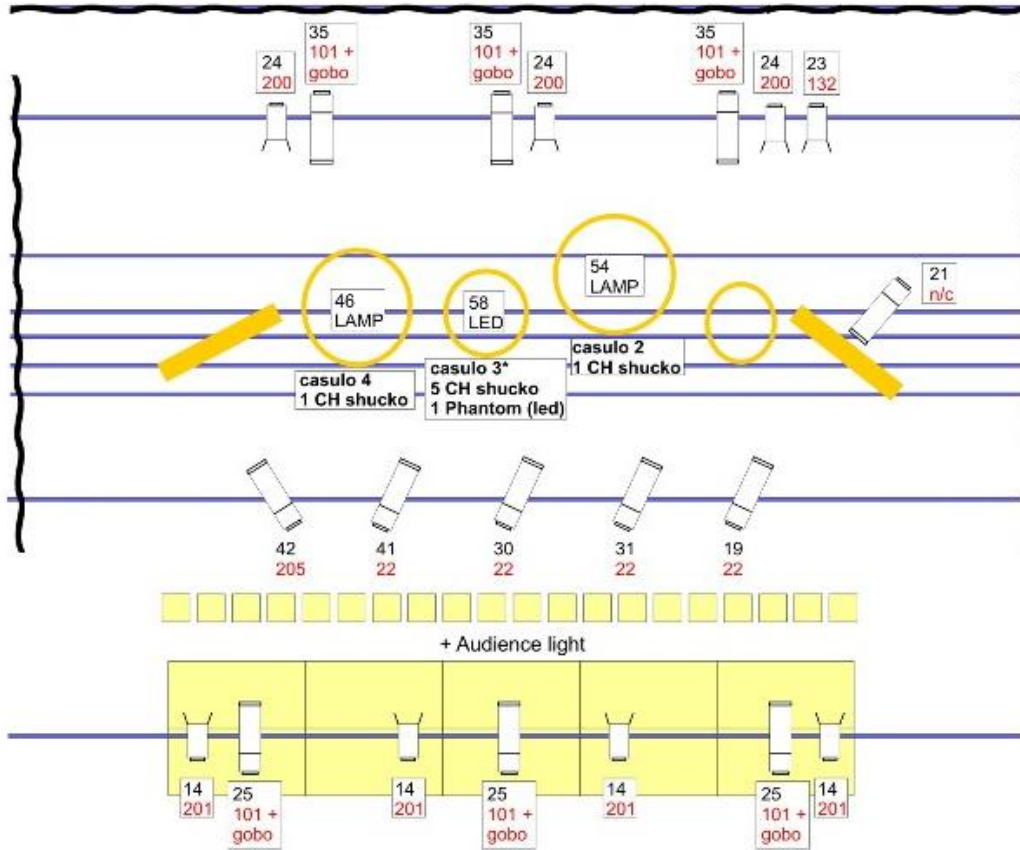 35
101 +
gobo
35
101 +
gobo
35
101 +
gobo
24
200
24
200
24
200
23
132
54
LAMP
21
n/c
46
LAMP
58
LED
casulo 2
1 CH shucko
casulo 4
1 CH shucko
casulo 3*
5 CH shucko
1 Phantom (led)
42
205
41
22
30
22
31
22
19
22
+ Audience light
14
201
25
101 +
gobo
14
201
25
101 +
gobo
14
201
25
101 +
gobo
14
201